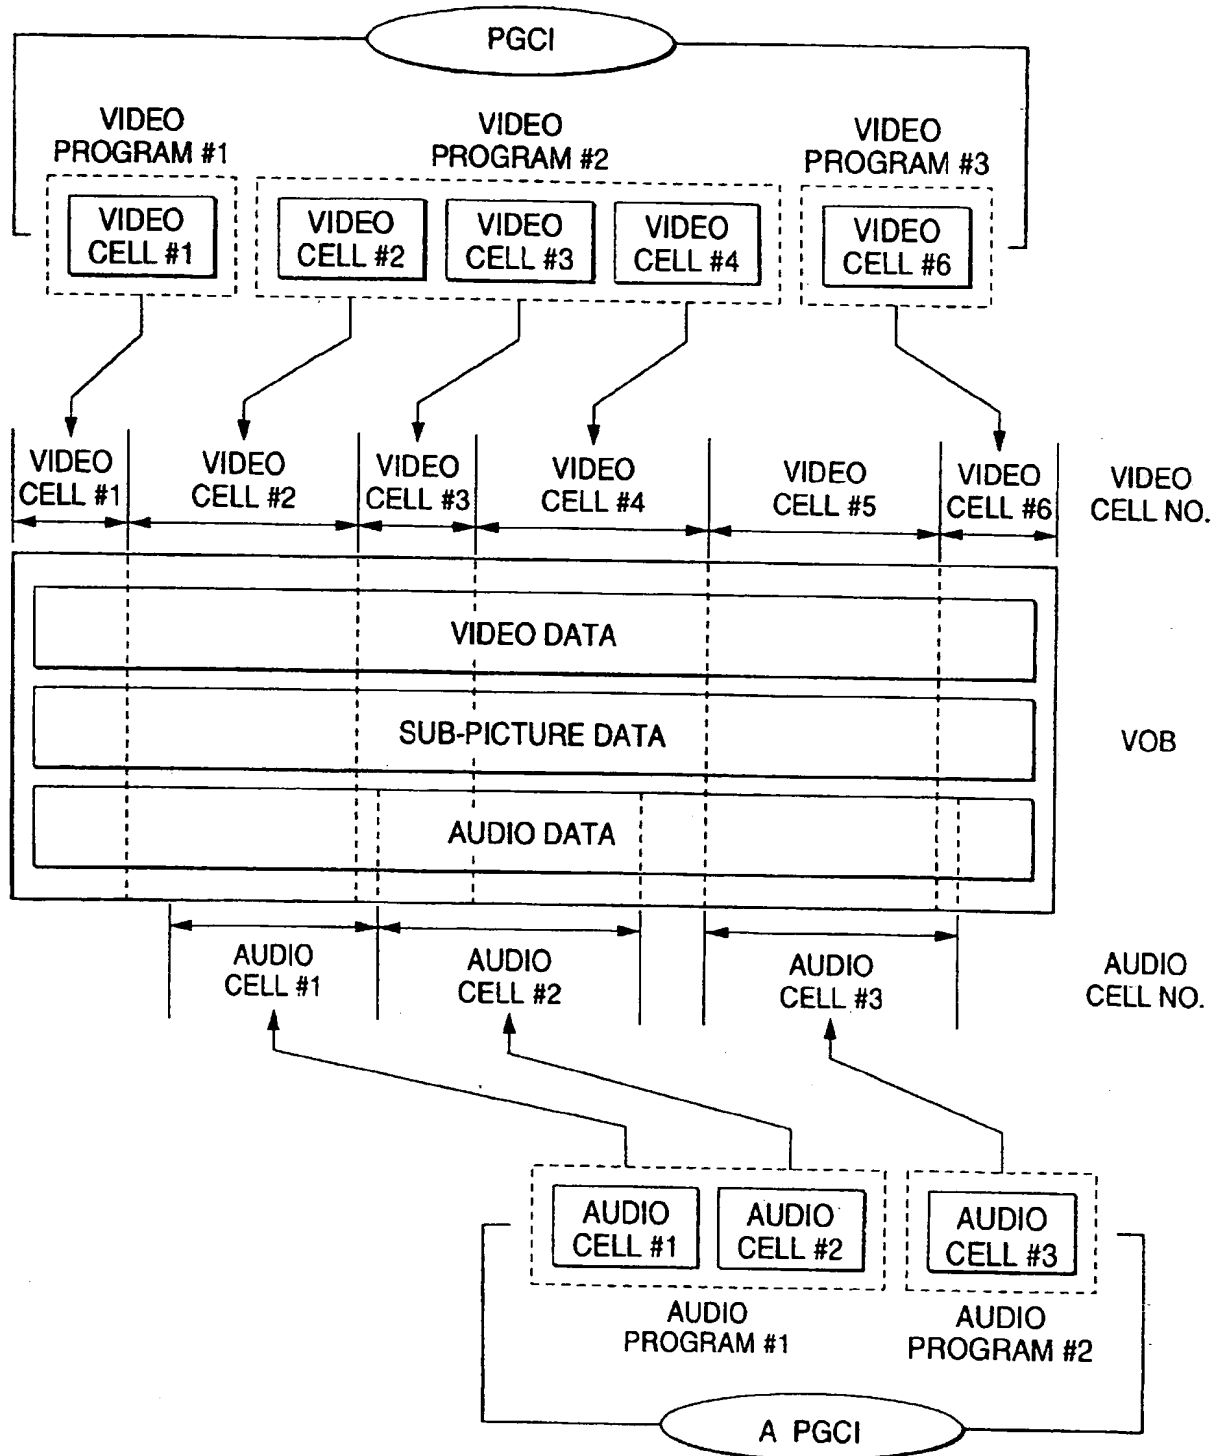 PGCI
VIDEO
PROGRAM #1
VIDEO
PROGRAM #2
VIDEO
PROGRAM #3
VIDEO
CELL #1
VIDEO
CELL #2
VIDEO
CELL #3
VIDEO
CELL #4
VIDEO
CELL #6
VIDEO
CELL #1
VIDEO
CELL #2
VIDEO
CELL #3
VIDEO
CELL #4
VIDEO
CELL #5
VIDEO
CELL #6
VIDEO
CELL NO.
VIDEO DATA
SUB-PICTURE DATA
VOB
AUDIO DATA
AUDIO
CELL #1
AUDIO
CELL #2
AUDIO
CELL #3
AUDIO
CELL NO.
AUDIO
CELL #1
AUDIO
CELL #2
AUDIO
CELL #3
AUDIO
PROGRAM #1
AUDIO
PROGRAM #2
A PGCI